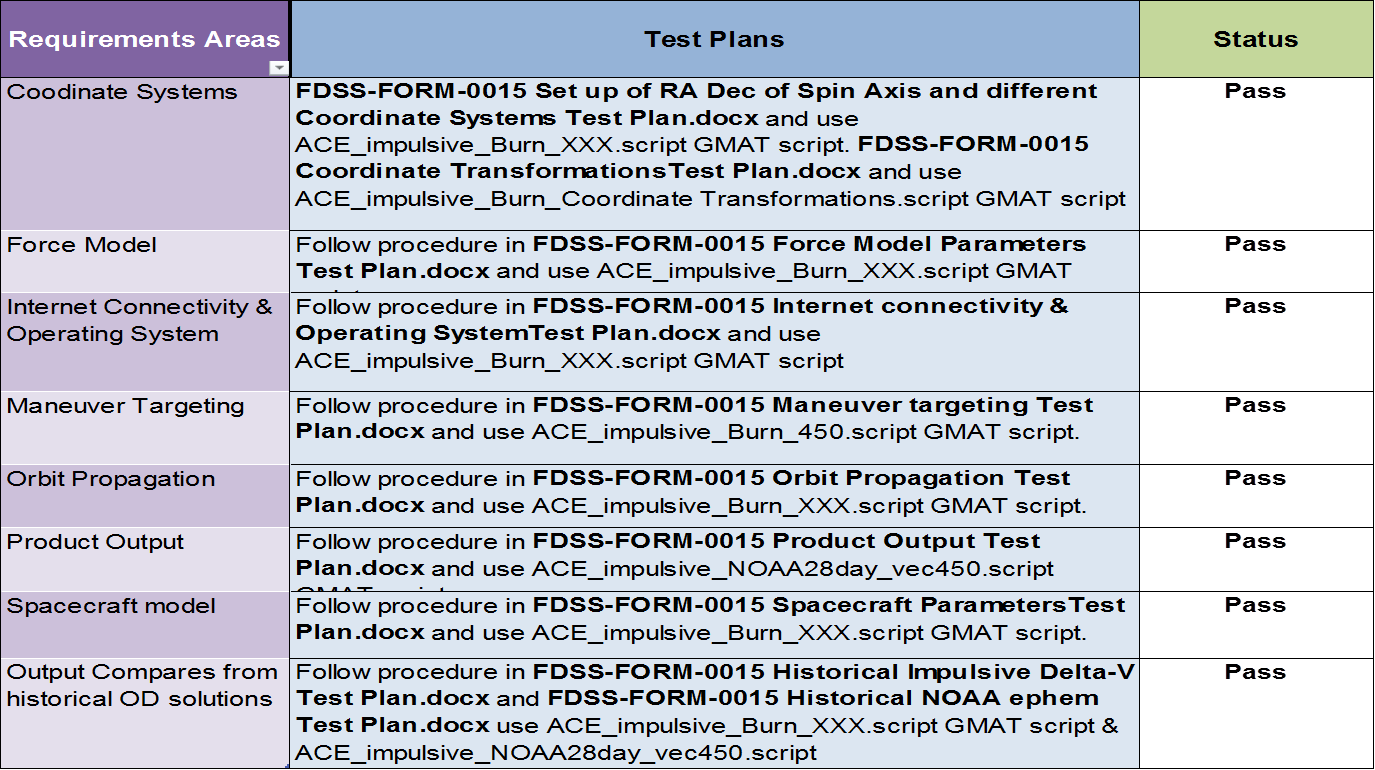 Requirements Areas
Test Plans
Status
Coodinate Systems
FDSS-FORM-0015 Set up of RA Dec of Spin Axis and different
Coordinate Systems Test Plan.docx and use
ACE_impulsive_Burn_XXX.script GMAT script. FDSS-FORM-0015
Coordinate TransformationsTest Plan.docx and use
ACE_impulsive_Burn_Coordinate Transformations.script GMAT script
Pass
Force Model
Follow procedure in FDSS-FORM-0015 Force Model Parameters
Test Plan.docx and use ACE_impulsive_Burn_XXX.script GMAT
Pass
Internet Connectivity &
Operating System
Follow procedure in FDSS-FORM-0015 Internet connectivity &
Operating SystemTest Plan.docx and use
ACE_impulsive_Burn_XXX.script GMAT script
Pass
Maneuver Targeting
Follow procedure in FDSS-FORM-0015 Maneuver targeting Test
Plan.docx and use ACE_impulsive_Burn_450.script GMAT script.
Pass
Orbit Propagation
Follow procedure in FDSS-FORM-0015 Orbit Propagation Test
Plan.docx and use ACE_impulsive_Burn_XXX.script GMAT script.
Pass
Product Output
Follow procedure in FDSS-FORM-0015 Product Output Test
Plan.docx and use ACE_impulsive_NOAA28day_vec450.script
Pass
Spacecraft model
Follow procedure in FDSS-FORM-0015 Spacecraft ParametersTest
Plan.docx and use ACE_impulsive_Burn_XXX.script GMAT script.
Pass
Output Compares from
historical OD solutions
Follow procedure in FDSS-FORM-0015 Historical Impulsive Delta-V
Test Plan.docx and FDSS-FORM-0015 Historical NOAA ephem
Test Plan.docx use ACE_impulsive_Burn_XXX.script GMAT script &
ACE_impulsive_NOAA28day_vec450.script
Pass